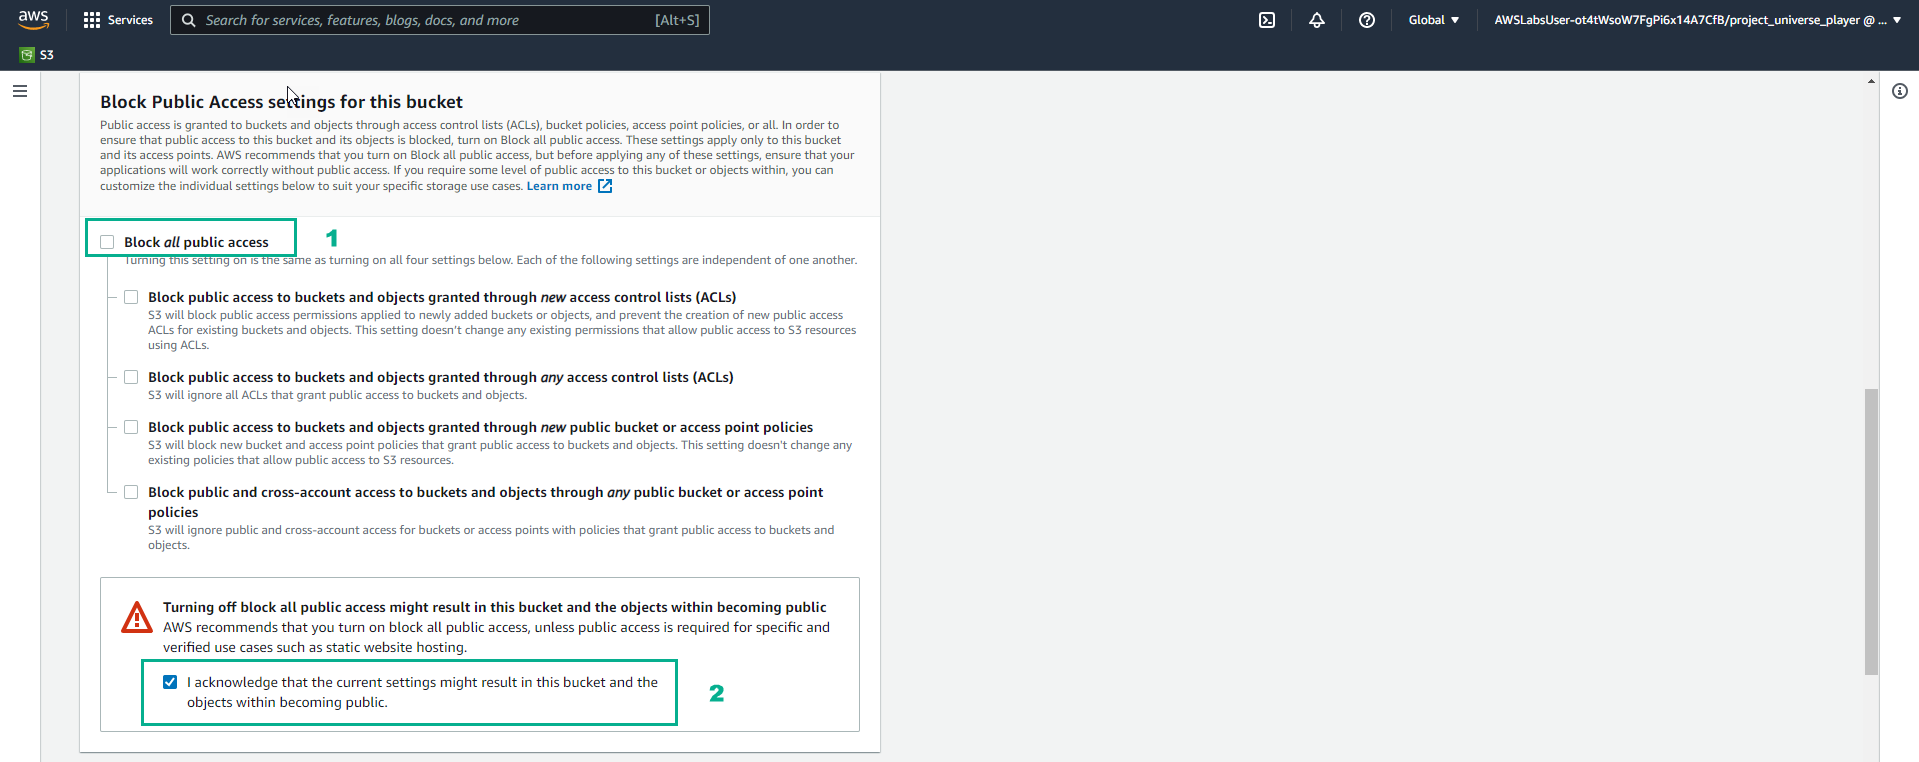 aws
Services
Search for services, features, blogs, docs, and more
[Alt+S]
Global
AWSLabsUser-ot4tWsoW7FgPi6x14A7CfB/project_universe_player @ ...
S3
Block Public Access settings for this bucket
Public access is granted to buckets and objects through access control lists (ACLs), bucket policies, access point policies, or all. In order to
ensure that public access to this bucket and its objects is blocked, turn on Block all public access. These settings apply only to this bucket
and its access points. AWS recommends that you turn on Block all public access, but before applying any of these settings, ensure that your
applications will work correctly without public access. If you require some level of public access to this bucket or objects within, you can
customize the individual settings below to suit your specific storage use cases. Learn more
Block all public access
1
Turning this setting on is the same as turning on all four settings below. Each of the following settings are independent of one another.
Block public access to buckets and objects granted through new access control lists (ACLs)
S3 will block public access permissions applied to newly added buckets or objects, and prevent the creation of new public access
ACLs for existing buckets and objects. This setting doesn't change any existing permissions that allow public access to S3 resources
using ACLs.
Block public access to buckets and objects granted through any access control lists (ACLs)
S3 will ignore all ACLs that grant public access to buckets and objects.
Block public access to buckets and objects granted through new public bucket or access point policies
S3 will block new bucket and access point policies that grant public access to buckets and objects. This setting doesn't change any
existing policies that allow public access to S3 resources.
Block public and cross-account access to buckets and objects through any public bucket or access point
policies
S3 will ignore public and cross-account access for buckets or access points with policies that grant public access to buckets and
objects.
Turning off block all public access might result in this bucket and the objects within becoming public
AWS recommends that you turn on block all public access, unless public access is required for specific and
verified use cases such as static website hosting.
I acknowledge that the current settings might result in this bucket and the
objects within becoming public.
2